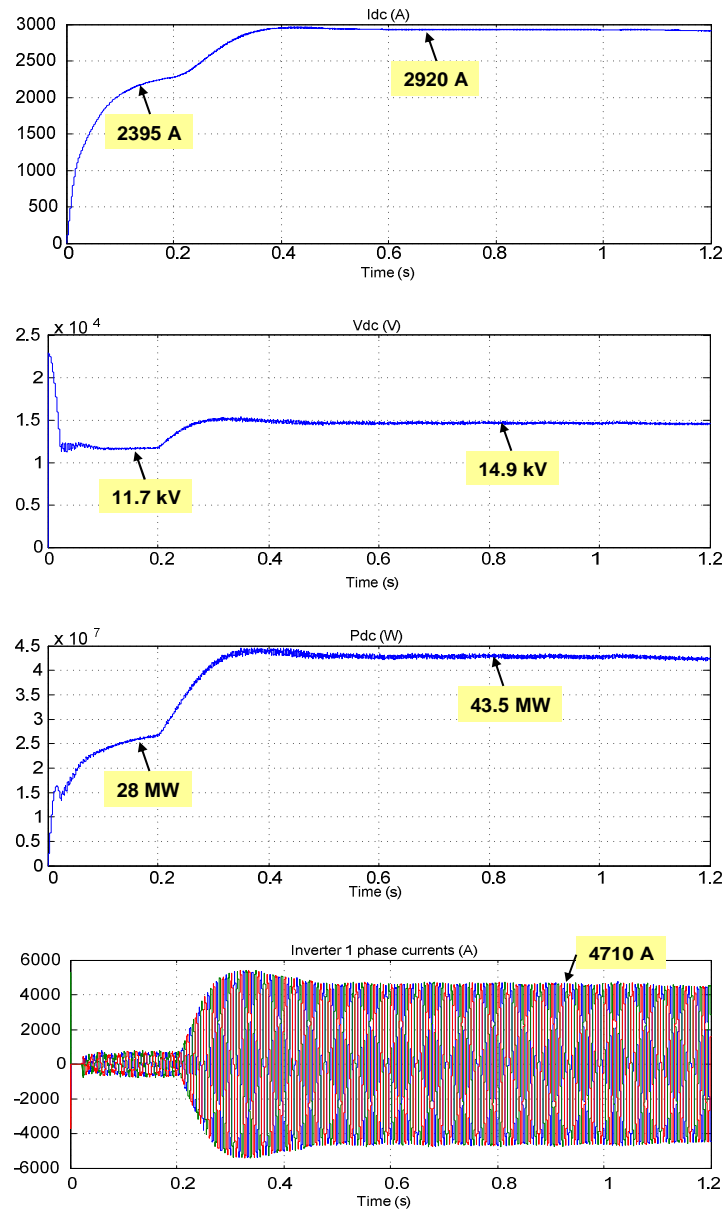 Idc (A)
3000
2500
2000
1500
1000
500
0
2395 A
2920 A
0 0.2 0.4 0.6 0.8 1 1.2
Time (s)
x 10 4
Vdc (V)
2.5
2
1.5
1
0.5
0
11.7 kV
14.9 kV
0 0.2 0.4 0.6 0.8 1 1.2
Time (s)
x 10 7
Pdc (W)
4.5
4
3.5
3
2.5
2
1.5
1
0.5
0
43.5 MW
28 MW
0 0.2 0.4 0.6 0.8 1 1.2
Time (s)
Inverter 1 phase currents (A)
4710 A
6000
4000
2000
0
-2000
-4000
-6000
0 0.2 0.4 0.6 0.8 1 1.2
Time (s)